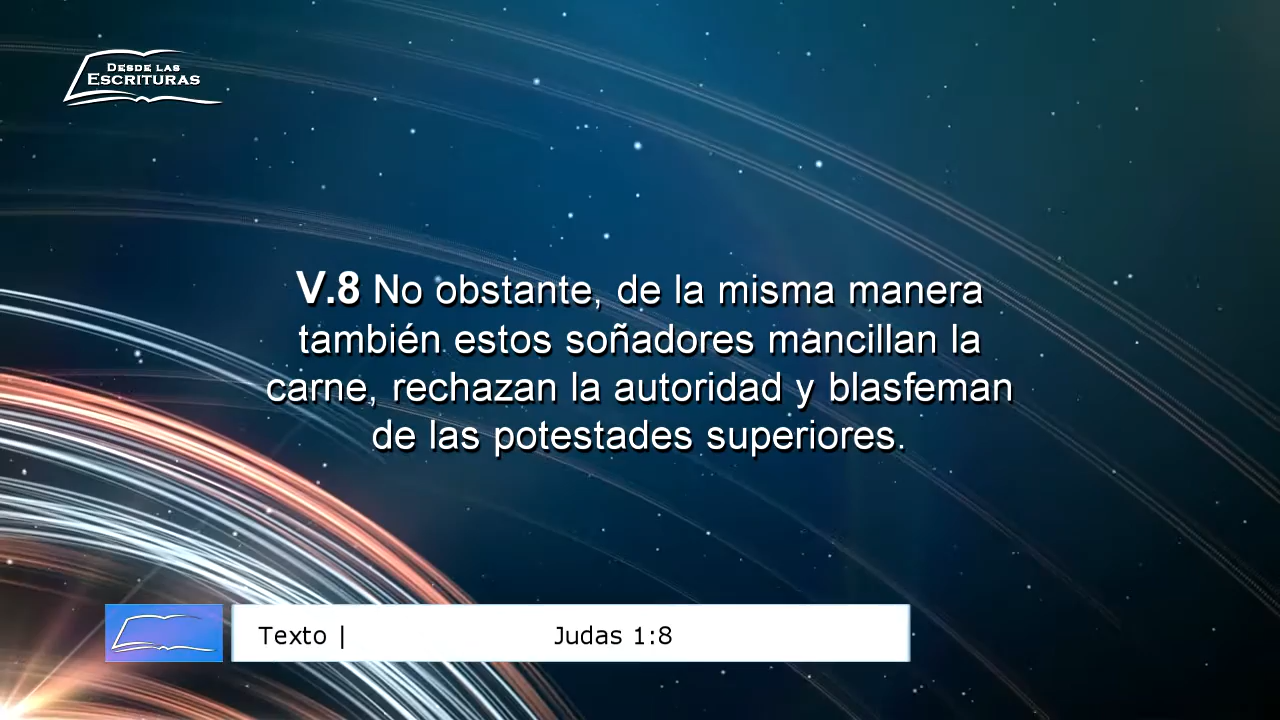 DESDE LAS
ESCRITURAS
V.8 No obstante, de la misma manera
también estos soñadores mancillan la
carne, rechazan la autoridad y blasfeman
de las potestades superiores.
Texto | Judas 1:8